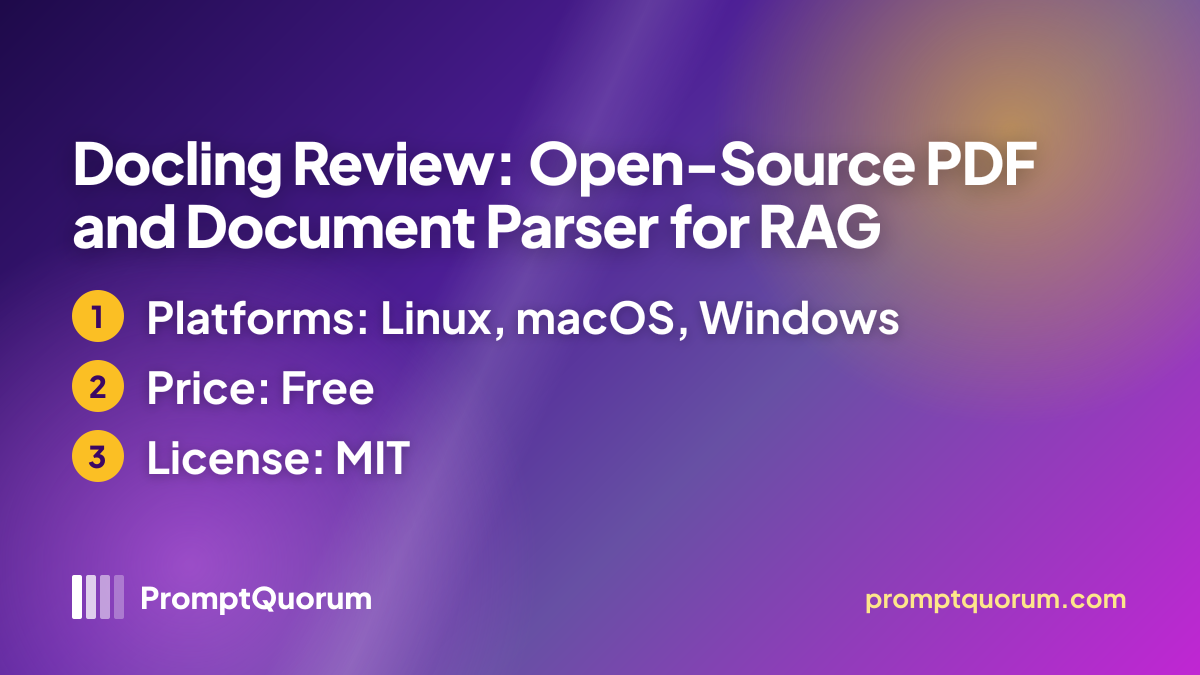 Docling Review: Open-Source PDF
and Document Parser for RAG
1 Platforms: Linux, macOS, Windows
2 Price: Free
3 License: MIT
PromptQuorum
promptquorum.com